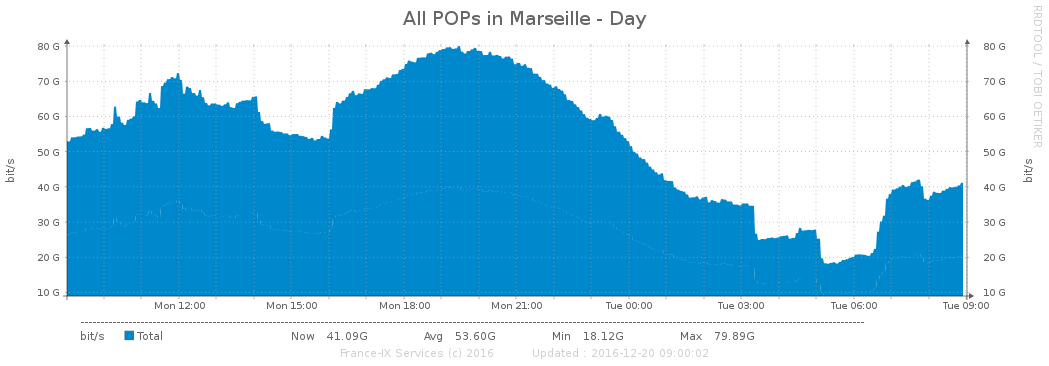 All POPs in Marseille - Day
RRDTOOL / TOBI OETIKER
80 G 80 G
70 G 70 G
60 G 60 G
50 G 50 G
40 G 40 G
30 G 30 G
20 G 20 G
10 G 10 G
bit/s bit/s
Mon 12:00 Mon 15:00 Mon 18:00 Mon 21:00 Tue 00:00 Tue 03:00 Tue 06:00 Tue 09:00
bit/s Total Now 41.09G Avg 53.60G Min 18.12G Max 79.89G
France-IX Services (c) 2016 Updated : 2016-12-20 09:00:02